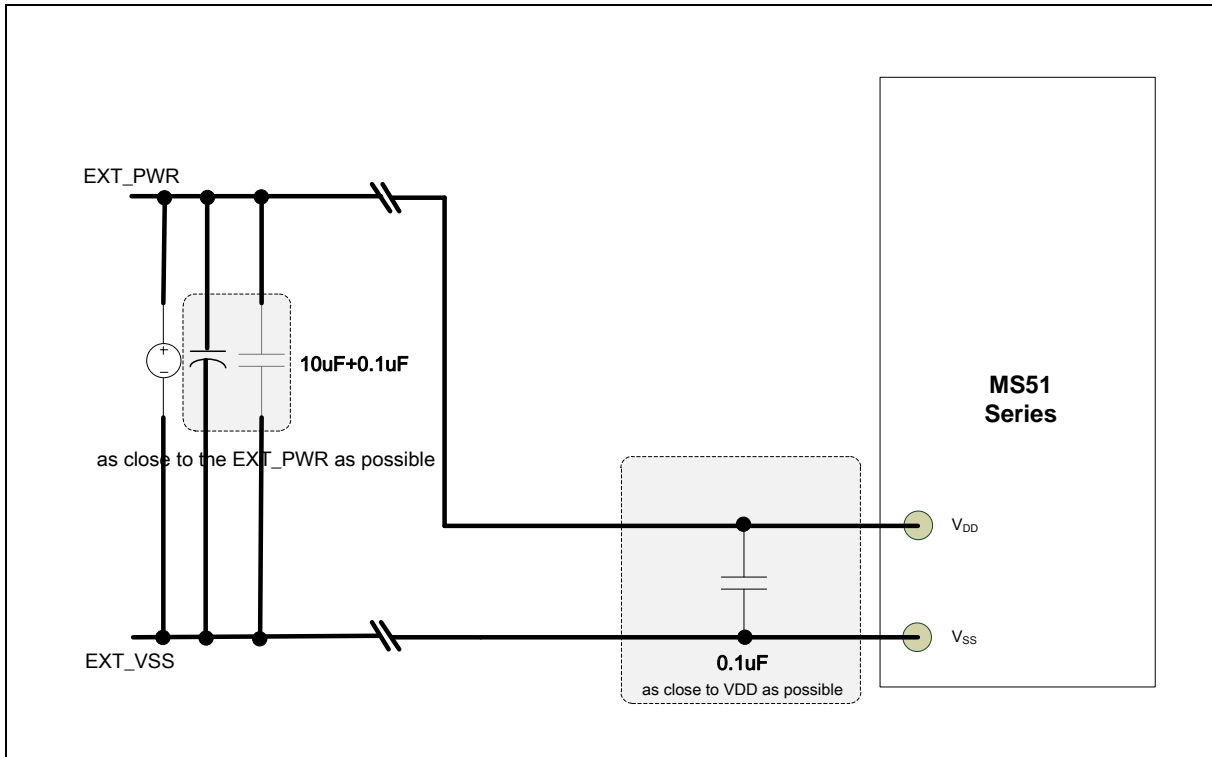 EXT_PWR
10uF+0.1uF
as close to the EXT_PWR as possible
MS51
Series
VDD
VSS
EXT_VSS
0.1uF
as close to VDD as possible